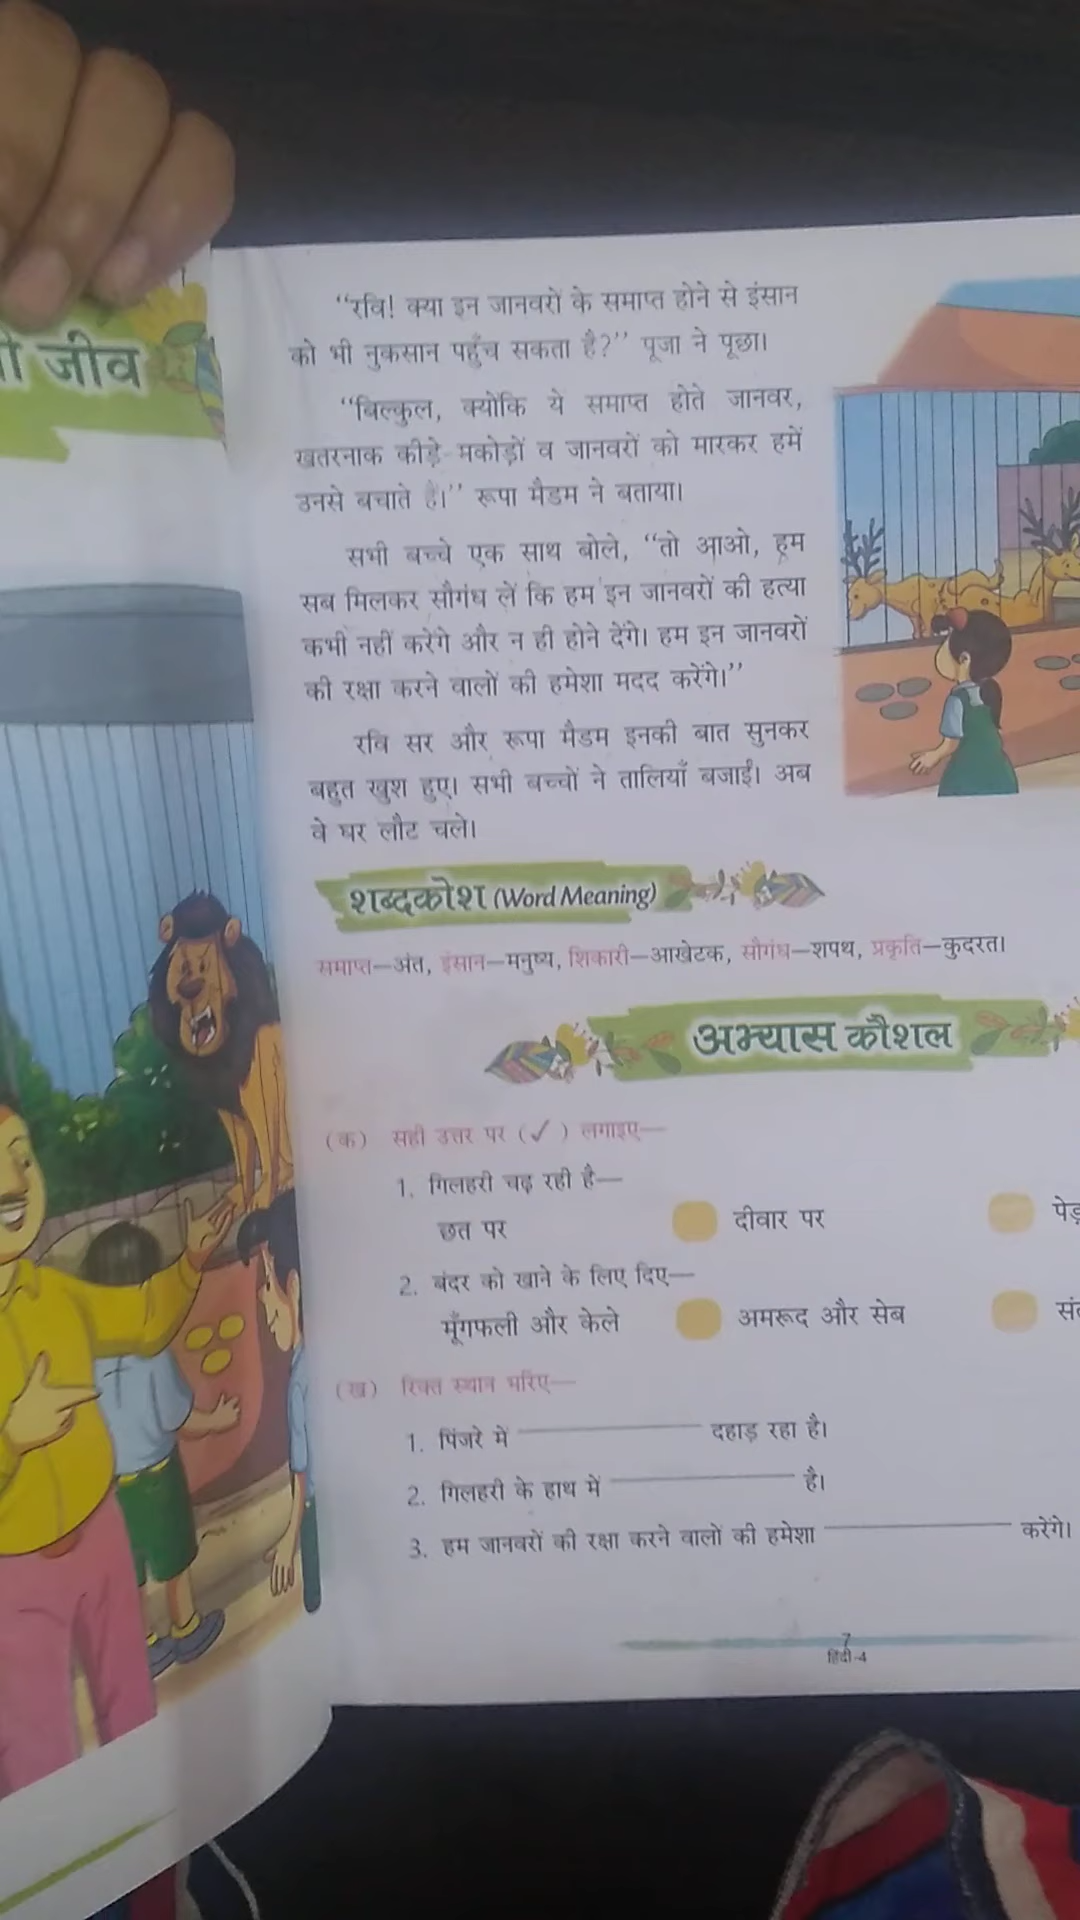 जीव
“रवि! क्या इन जानवरों के समाप्त होने से इंसान
को भी नुकसान पहुँच सकता है?” पूजा ने पूछा।
“बिल्कुल, क्योंकि ये समाप्त होते जानवर,
खतरनाक कीड़े-मकोड़ों व जानवरों को मारकर हमें
उनसे बचाते हैं।” रूपा मैडम ने बताया।
सभी बच्चे एक साथ बोले, “तो आओ, हम
सब मिलकर सौगंध लें कि हम इन जानवरों की हत्या
कभी नहीं करेंगे और न ही होने देंगे। हम इन जानवरों
की रक्षा करने वालों की हमेशा मदद करेंगे।”
रवि सर और रूपा मैडम इनकी बात सुनकर
बहुत खुश हुए। सभी बच्चों ने तालियाँ बजाईं। अब
वे घर लौट चले।
शब्दकोश (Word Meaning)
समाप्त—अंत, इंसान—मनुष्य, शिकारी—आखेटक, सौगंध—शपथ, प्रकृति—कुदरत।
अभ्यास कौशल
(क) सही उत्तर पर (✓) लगाइए—
1. गिलहरी चढ़ रही है—
छत पर दीवार पर
2. बंदर को खाने के लिए दिए—
मूँगफली और केले अमरूद और सेब
(ख) रिक्त स्थान भरिए—
1. पिंजरे में ____________ दहाड़ रहा है।
2. गिलहरी के हाथ में ____________ है।
3. हम जानवरों की रक्षा करने वालों की हमेशा ____________ करेंगे।
7
हिंदी-4